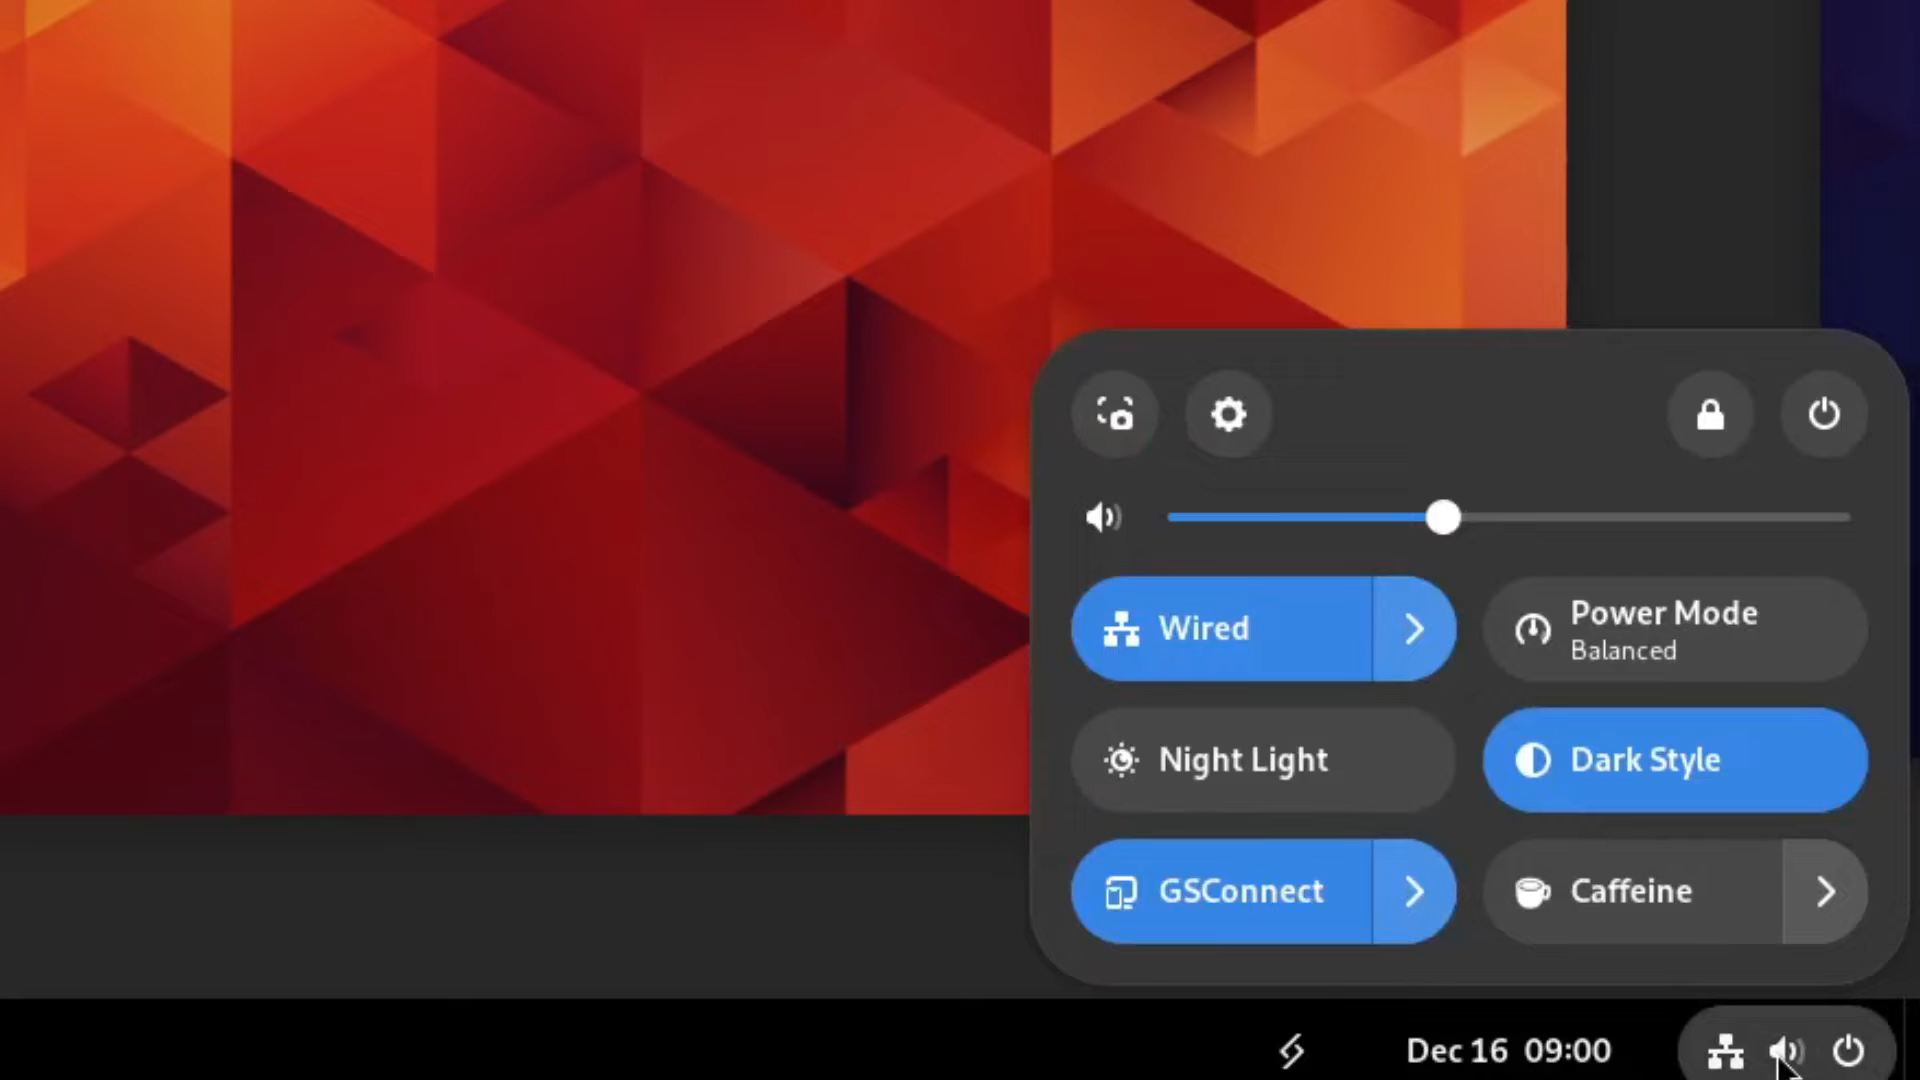 Wired
Power Mode
Balanced
Night Light
Dark Style
GSConnect
Caffeine
Dec 16 09:00